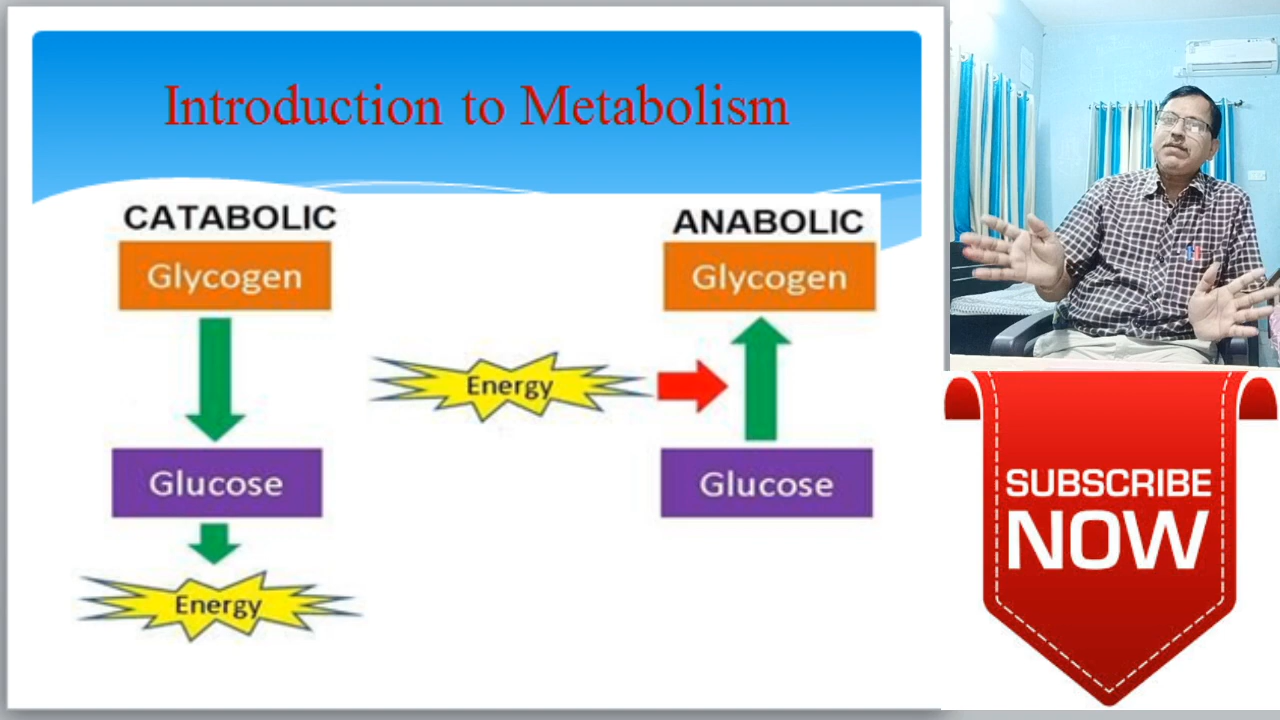 Introduction to Metabolism
CATABOLIC
Glycogen
Glucose
Energy
Energy
ANABOLIC
Glycogen
Glucose
SUBSCRIBE
NOW